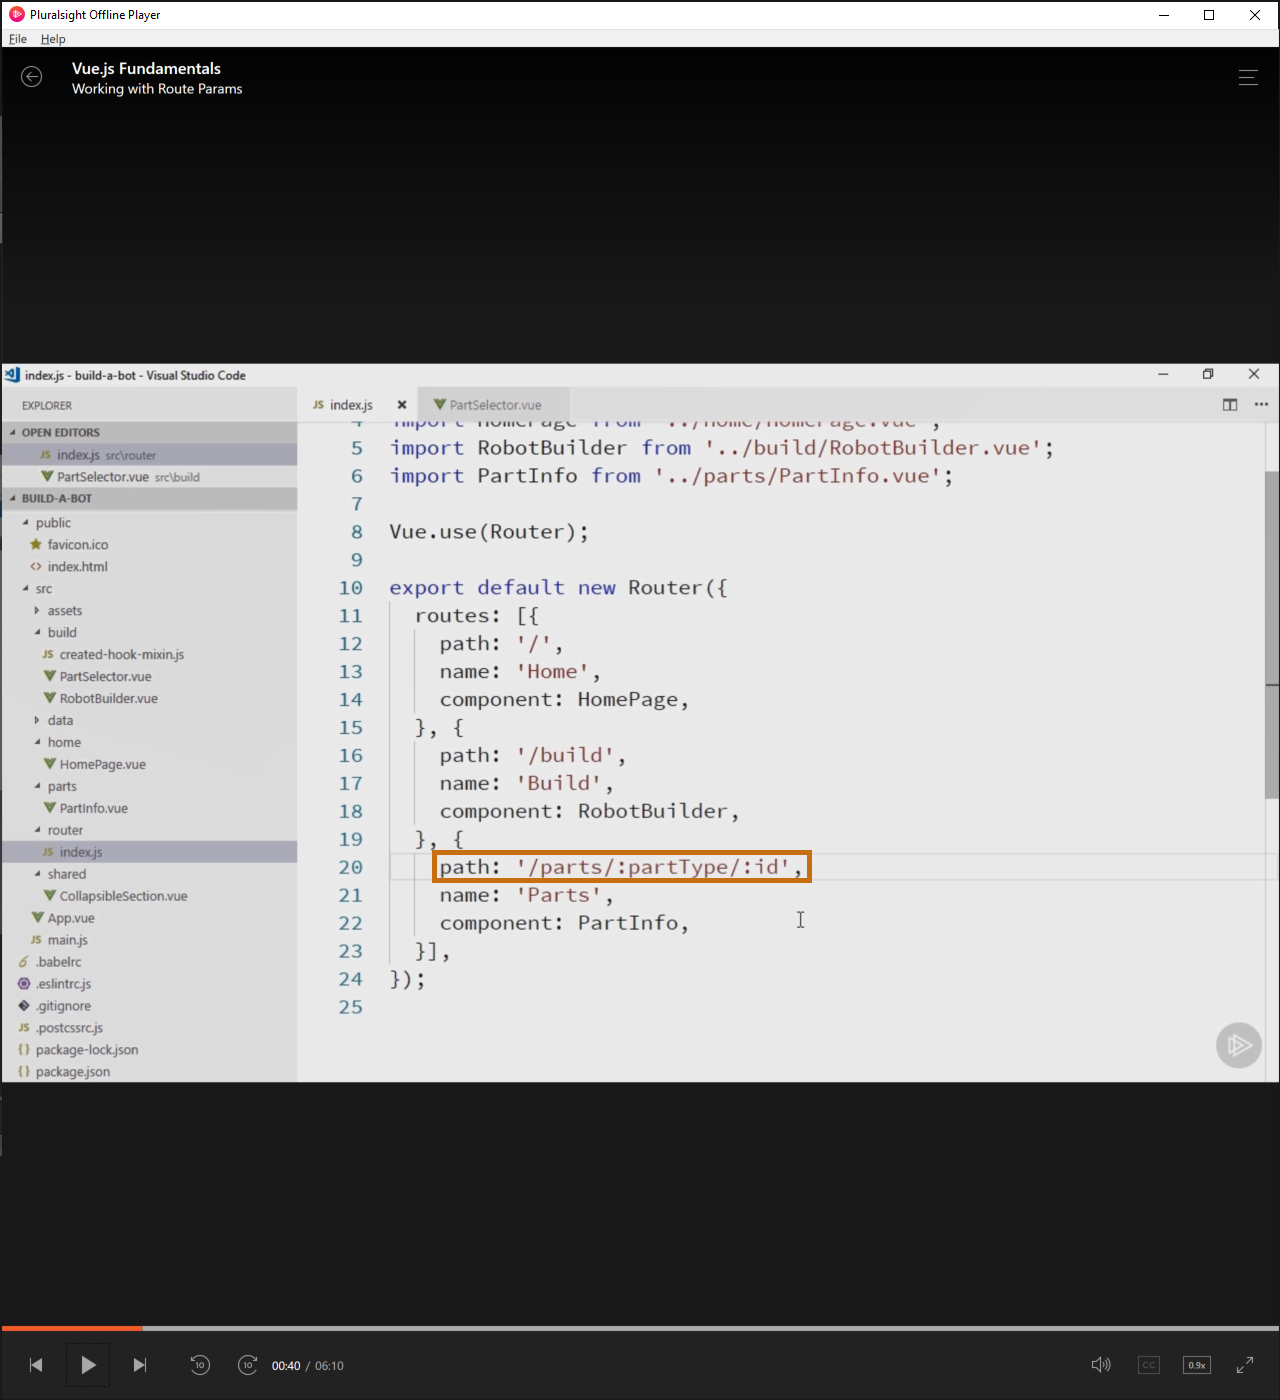 Pluralsight Offline Player
File Help
Vue.js Fundamentals
Working with Route Params
index.js - build-a-bot - Visual Studio Code
EXPLORER
OPEN EDITORS
JS index.js src\router
PartSelector.vue src\build
BUILD-A-BOT
public
favicon.ico
<> index.html
src
assets
build
JS created-hook-mixin.js
PartSelector.vue
RobotBuilder.vue
data
home
HomePage.vue
parts
PartInfo.vue
router
JS index.js
shared
CollapsibleSection.vue
App.vue
JS main.js
6 .babelrc
.eslintrc.js
.gitignore
JS .postcssrc.js
{} package-lock.json
{} package.json
JS index.js PartSelector.vue
4 import HomePage from '../home/HomePage.vue';
5 import RobotBuilder from '../build/RobotBuilder.vue';
6 import PartInfo from '../parts/PartInfo.vue';
7
8 Vue.use(Router);
9
10 export default new Router({
11 routes: [{
12 path: '/',
13 name: 'Home',
14 component: HomePage,
15 }, {
16 path: '/build',
17 name: 'Build',
18 component: RobotBuilder,
19 }, {
20 path: '/parts/:partType/:id',
21 name: 'Parts',
22 component: PartInfo,
23 }],
24 });
25
10 10 00:40 / 06:10 CC 0.9x